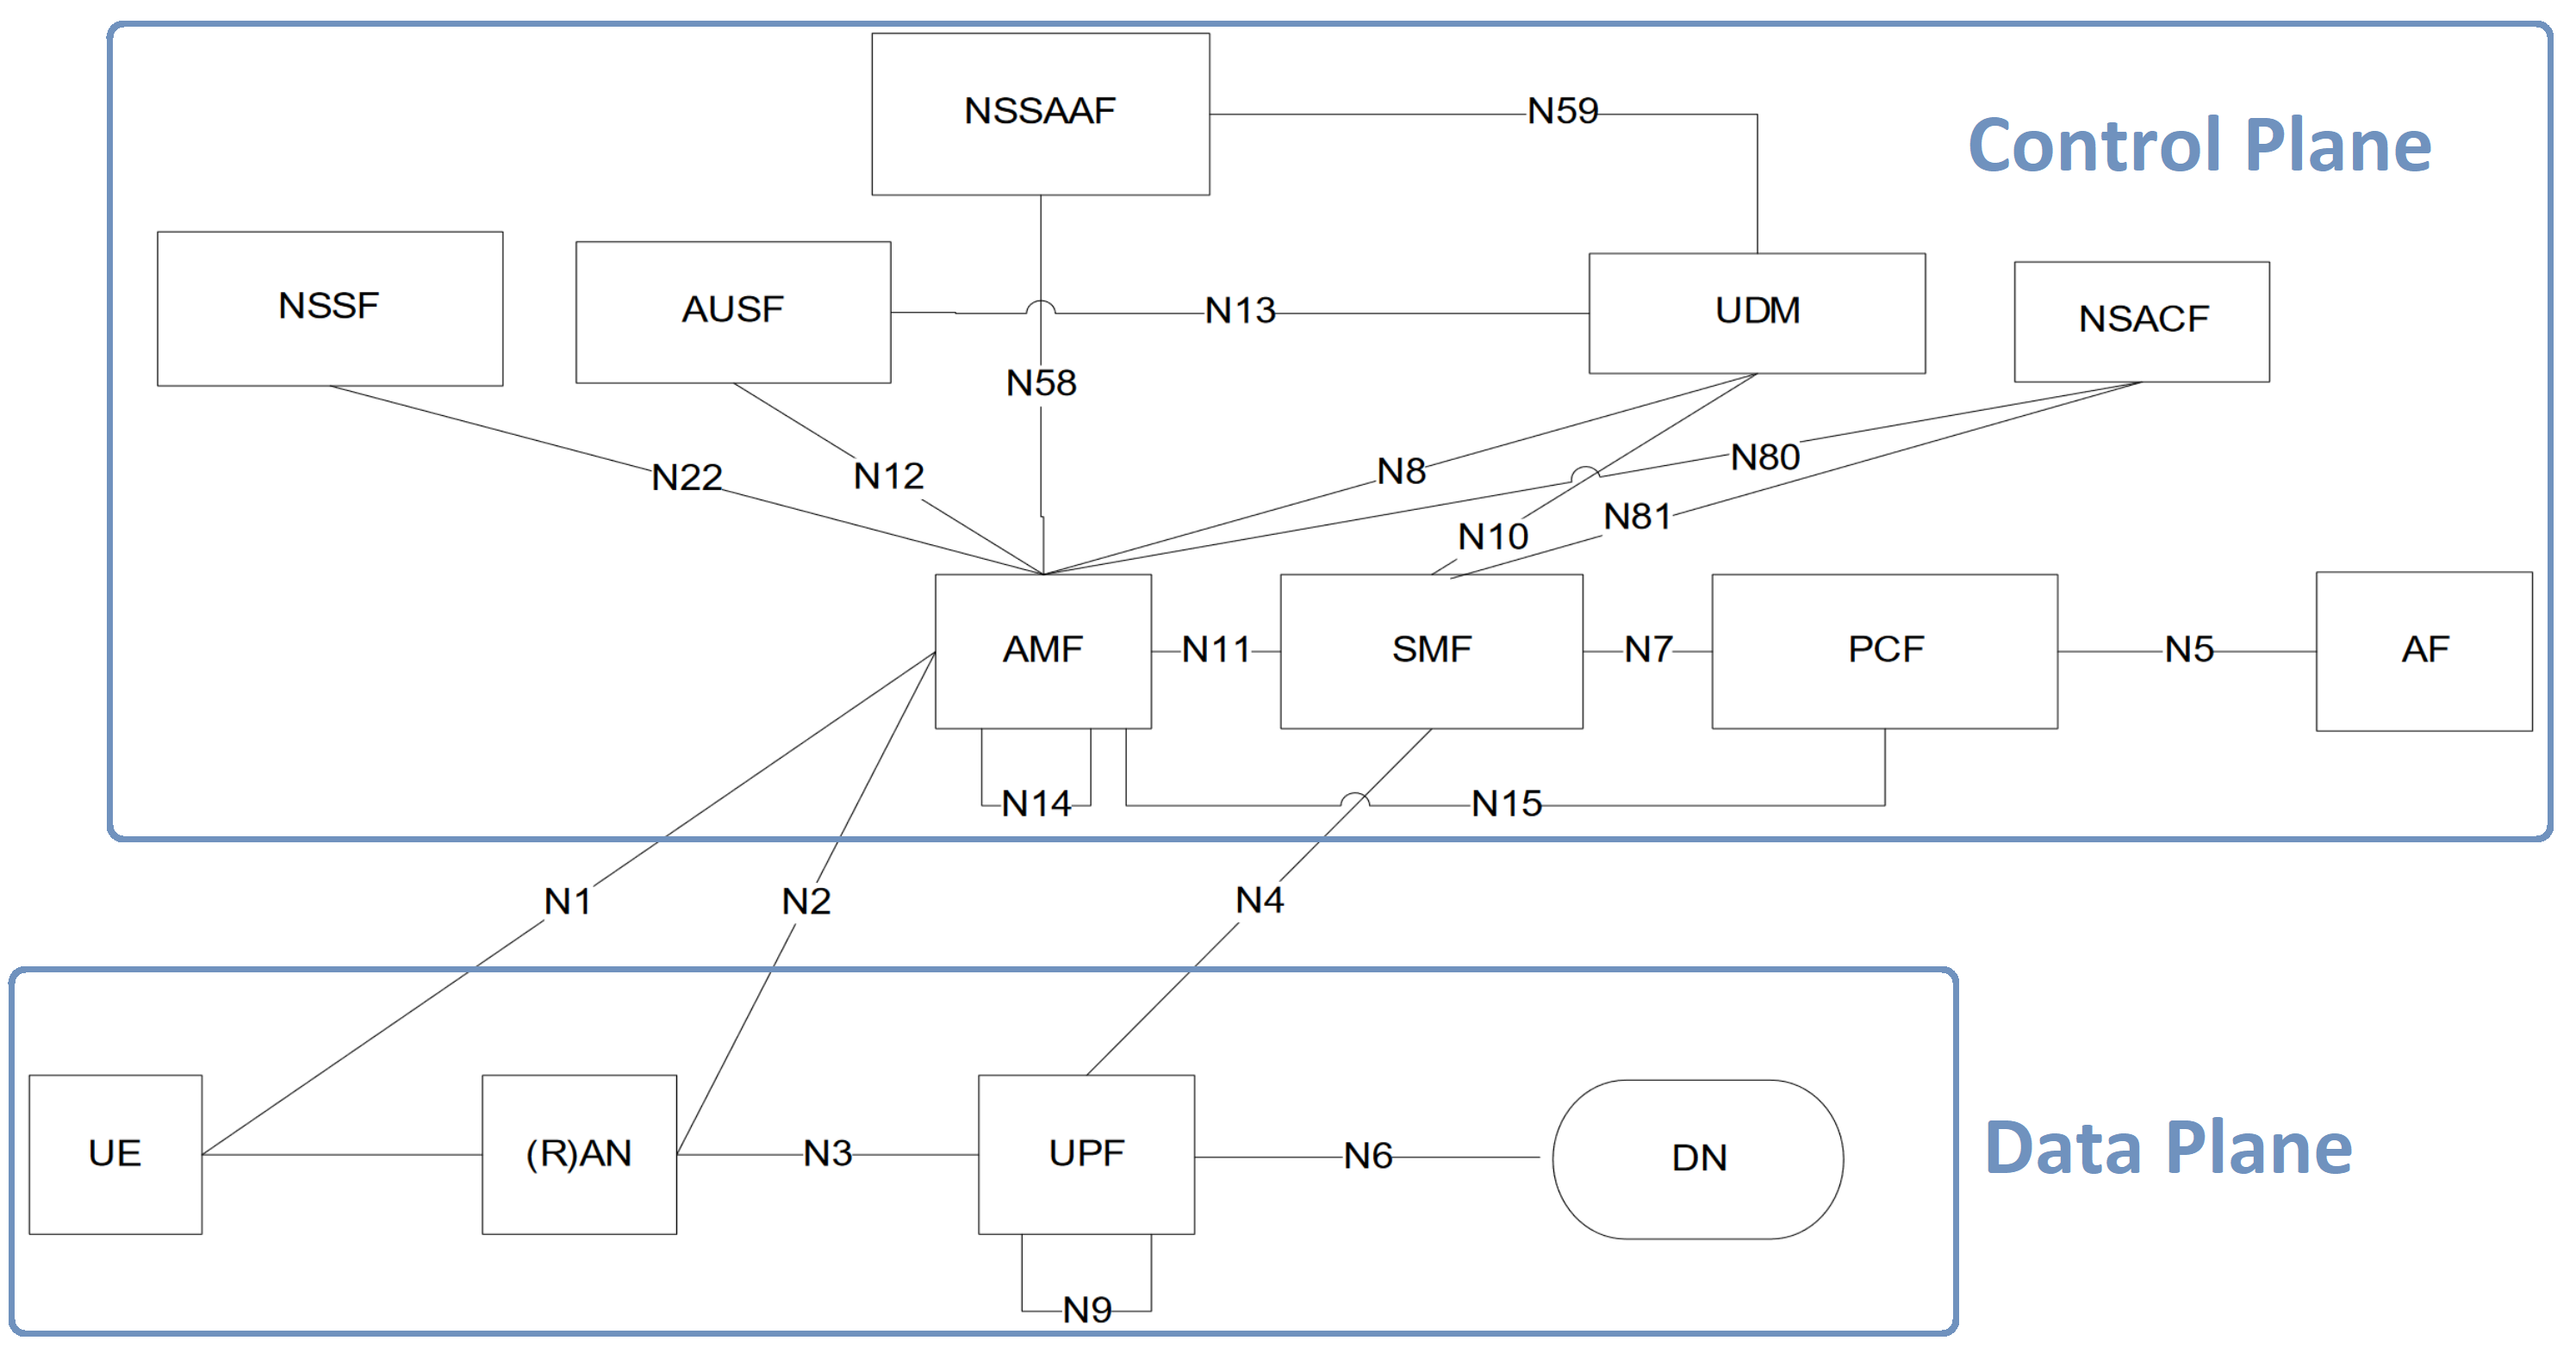 NSSAAF
N59
Control Plane
NSSF
AUSF
N13
UDM
NSACF
N58
N22
N12
N8
N80
N10
N81
AMF
N11
SMF
N7
PCF
N5
AF
N14
N15
N1
N2
N4
UE
(R)AN
N3
UPF
N6
DN
Data Plane
N9